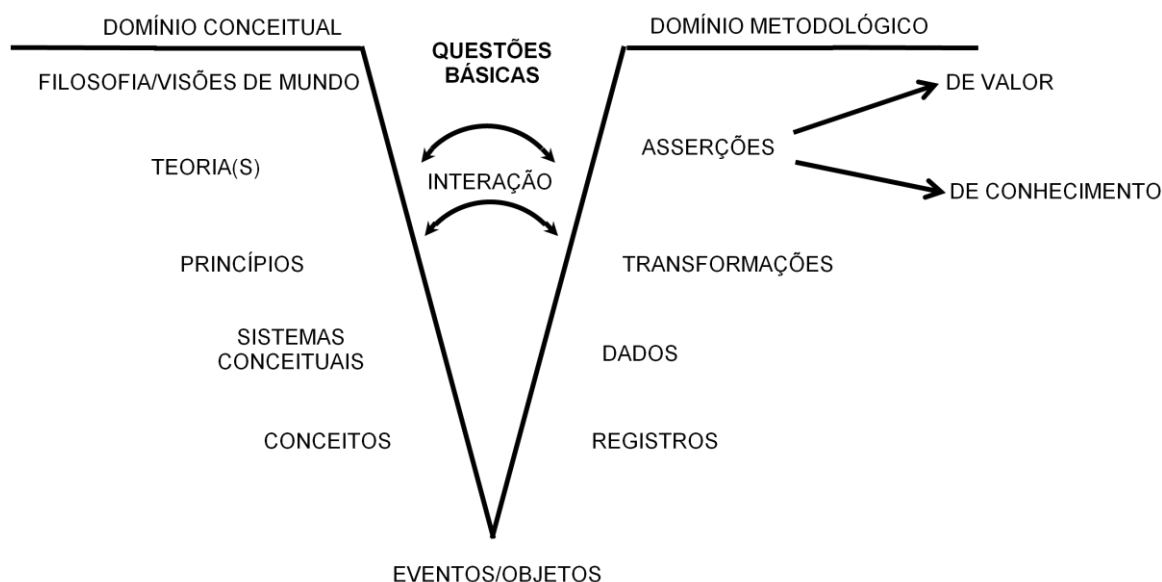 DOMÍNIO CONCEITUAL
DOMÍNIO METODOLÓGICO
QUESTÕES
BÁSICAS
FILOSOFIA/VISÕES DE MUNDO
DE VALOR
TEORIA(S)
INTERAÇÃO
ASSERÇÕES
DE CONHECIMENTO
PRINCÍPIOS
TRANSFORMAÇÕES
SISTEMAS
CONCEITUAIS
DADOS
CONCEITOS
REGISTROS
EVENTOS/OBJETOS